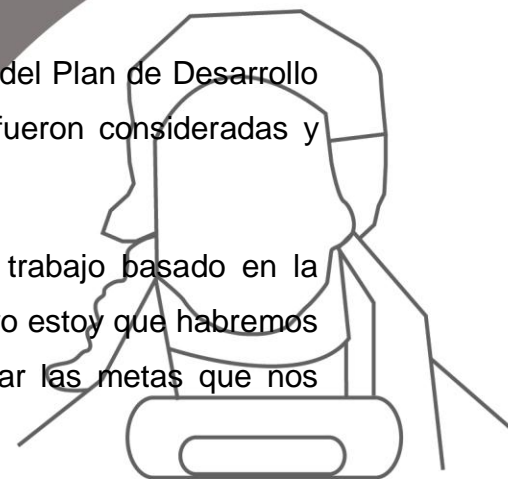 del Plan de Desarrollo
fueron consideradas y
trabajo basado en la
o estoy que habremos
ar las metas que nos